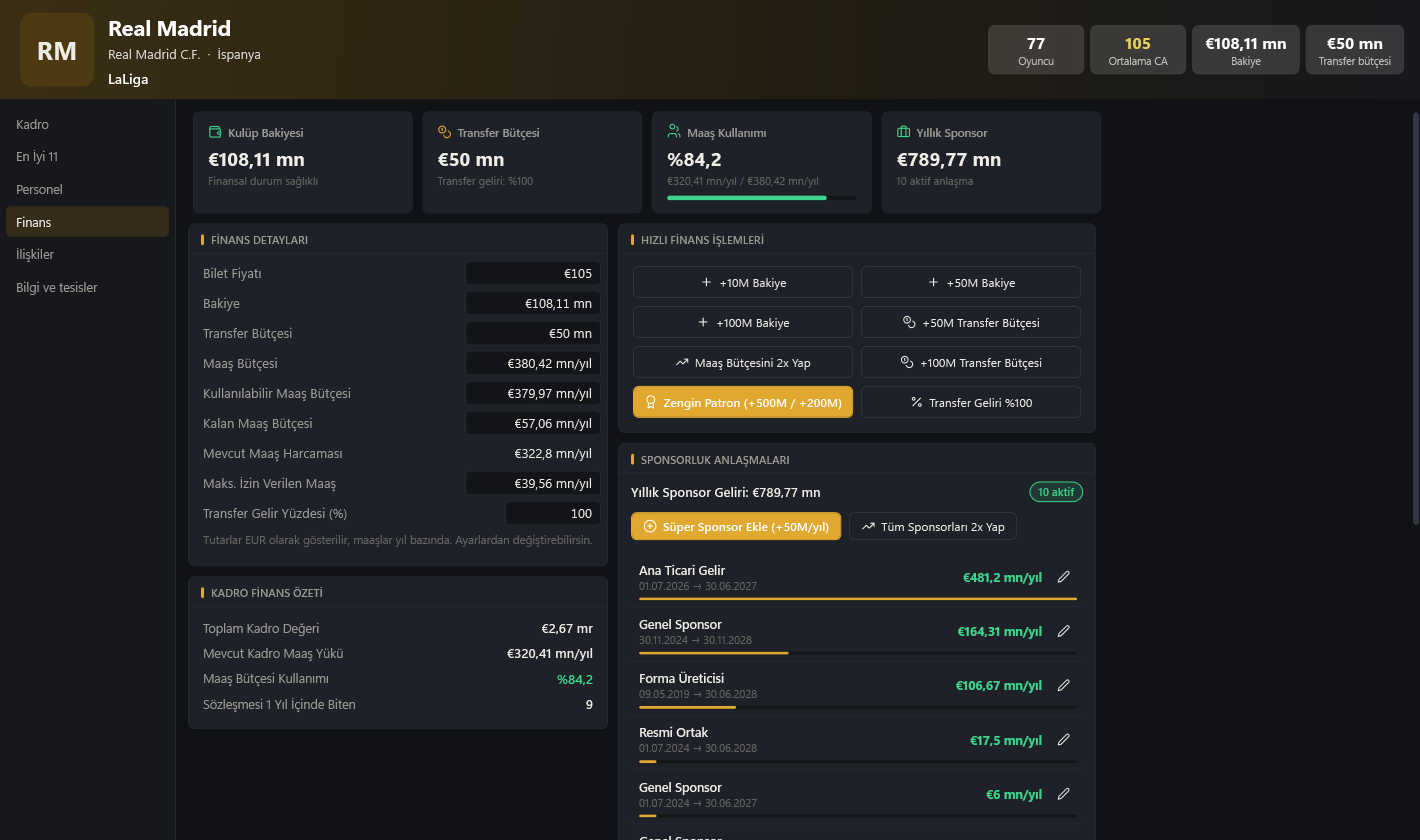 RM
Real Madrid
Real Madrid C.F. · İspanya
LaLiga
77
Oyuncu
105
Ortalama CA
€108,11 mn
Bakiye
€50 mn
Transfer bütçesi
Kadro
En İyi 11
Personel
Finans
İlişkiler
Bilgi ve tesisler
Kulüp Bakiyesi
€108,11 mn
Finansal durum sağlıklı
Transfer Bütçesi
€50 mn
Transfer geliri: %100
Maaş Kullanımı
%84,2
€320,41 mn/yıl / €380,42 mn/yıl
Yıllık Sponsor
€789,77 mn
10 aktif anlaşma
FİNANS DETAYLARI
Bilet Fiyatı €105
Bakiye €108,11 mn
Transfer Bütçesi €50 mn
Maaş Bütçesi €380,42 mn/yıl
Kullanılabilir Maaş Bütçesi €379,97 mn/yıl
Kalan Maaş Bütçesi €57,06 mn/yıl
Mevcut Maaş Harcaması €322,8 mn/yıl
Maks. İzin Verilen Maaş €39,56 mn/yıl
Transfer Gelir Yüzdesi (%) 100
Tutarlar EUR olarak gösterilir, maaşlar yıl bazında. Ayarlardan değiştirebilirsin.
KADRO FİNANS ÖZETİ
Toplam Kadro Değeri €2,67 mr
Mevcut Kadro Maaş Yükü €320,41 mn/yıl
Maaş Bütçesi Kullanımı %84,2
Sözleşmesi 1 Yıl İçinde Biten 9
HIZLI FİNANS İŞLEMLERİ
+10M Bakiye
+50M Bakiye
+100M Bakiye
+50M Transfer Bütçesi
Maaş Bütçesini 2x Yap
+100M Transfer Bütçesi
Zengin Patron (+500M / +200M)
Transfer Geliri %100
SPONSORLUK ANLAŞMALARI
Yıllık Sponsor Geliri: €789,77 mn
10 aktif
Süper Sponsor Ekle (+50M/yıl)
Tüm Sponsorları 2x Yap
Ana Ticari Gelir
01.07.2026 → 30.06.2027
€481,2 mn/yıl
Genel Sponsor
30.11.2024 → 30.11.2028
€164,31 mn/yıl
Forma Üreticisi
09.05.2019 → 30.06.2028
€106,67 mn/yıl
Resmi Ortak
01.07.2024 → 30.06.2028
€17,5 mn/yıl
Genel Sponsor
01.07.2024 → 30.06.2027
€6 mn/yıl